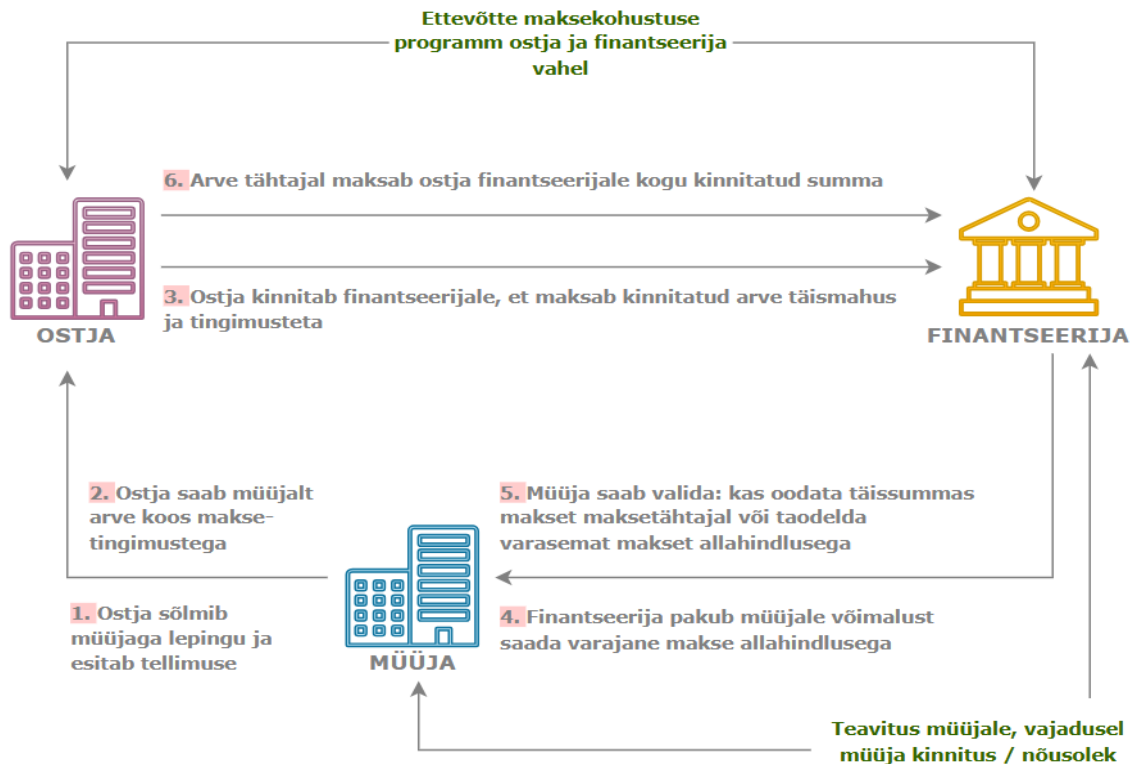 Ettevõtte maksekohustuse
programm ostja ja finantseerija
vahel
6. Arve tähtajal maksab ostja finantseerijale kogu kinnitatud summa
3. Ostja kinnitab finantseerijale, et maksab kinnitatud arve täismahus
ja tingimusteta
OSTJA
FINANTSEERIJA
2. Ostja saab müüjalt
arve koos makse-
tingimustega
5. Müüja saab valida: kas oodata täissummas
makset maksetähtajal või taodelda
varasemat makset allahindlusega
1. Ostja sõlmib
müüjaga lepingu ja
esitab tellimuse
4. Finantseerija pakub müüjale võimalust
saada varajane makse allahindlusega
MÜÜJA
Teavitus müüjale, vajadusel
müüja kinnitus / nõusolek